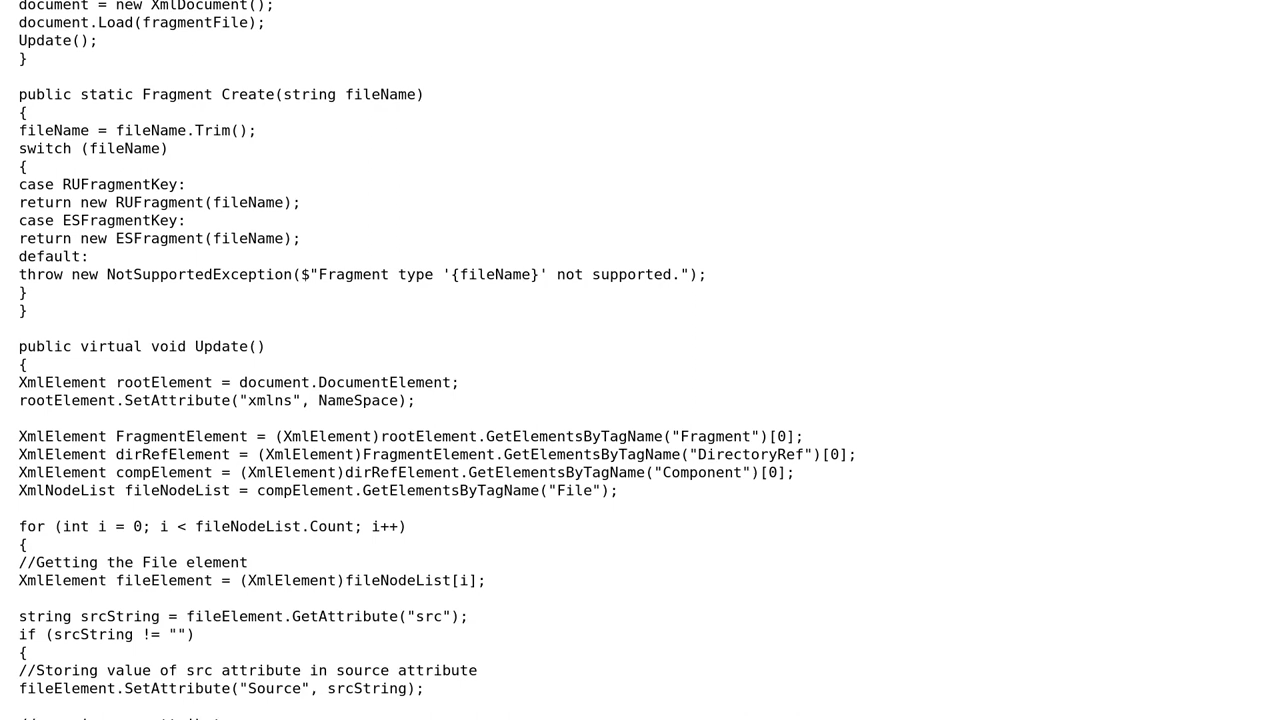 document = new XmlDocument();
document.Load(fragmentFile);
Update();
}

public static Fragment Create(string fileName)
{
fileName = fileName.Trim();
switch (fileName)
{
case RUFragmentKey:
return new RUFragment(fileName);
case ESFragmentKey:
return new ESFragment(fileName);
default:
throw new NotSupportedException($"Fragment type '{fileName}' not supported.");
}
}

public virtual void Update()
{
XmlElement rootElement = document.DocumentElement;
rootElement.SetAttribute("xmlns", NameSpace);

XmlElement FragmentElement = (XmlElement)rootElement.GetElementsByTagName("Fragment")[0];
XmlElement dirRefElement = (XmlElement)FragmentElement.GetElementsByTagName("DirectoryRef")[0];
XmlElement compElement = (XmlElement)dirRefElement.GetElementsByTagName("Component")[0];
XmlNodeList fileNodeList = compElement.GetElementsByTagName("File");

for (int i = 0; i < fileNodeList.Count; i++)
{
//Getting the File element
XmlElement fileElement = (XmlElement)fileNodeList[i];

string srcString = fileElement.GetAttribute("src");
if (srcString != "")
{
//Storing value of src attribute in source attribute
fileElement.SetAttribute("Source", srcString);